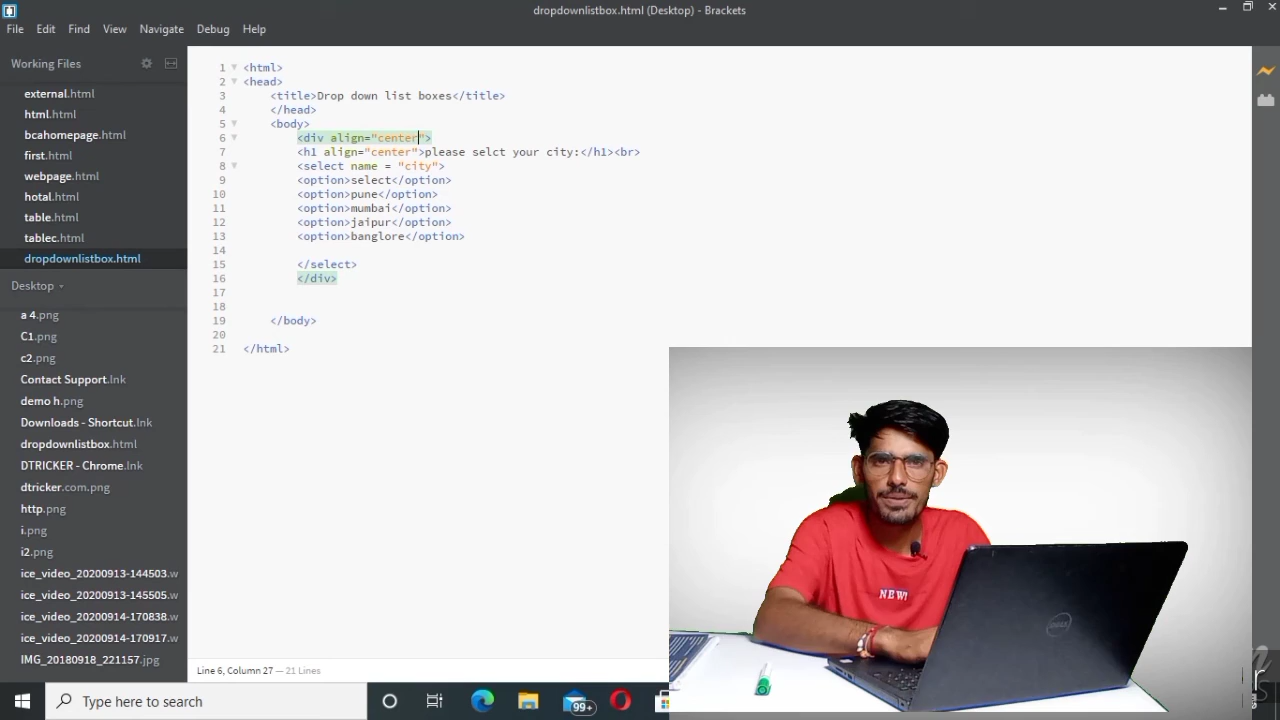 dropdownlistbox.html (Desktop) - Brackets
File Edit Find View Navigate Debug Help
Working Files
external.html
html.html
bcahomepage.html
first.html
webpage.html
hotal.html
table.html
tablec.html
dropdownlistbox.html
Desktop
a 4.png
C1.png
c2.png
Contact Support.lnk
demo h.png
Downloads - Shortcut.lnk
dropdownlistbox.html
DTRICKER - Chrome.lnk
dtricker.com.png
http.png
i.png
i2.png
ice_video_20200913-144503.w
ice_video_20200913-145505.w
ice_video_20200914-170838.w
ice_video_20200914-170917.w
IMG_20180918_221157.jpg
1 <html>
2 <head>
3 <title>Drop down list boxes</title>
4 </head>
5 <body>
6 <div align="center">
7 <h1 align="center">please selct your city:</h1><br>
8 <select name = "city">
9 <option>select</option>
10 <option>pune</option>
11 <option>mumbai</option>
12 <option>jaipur</option>
13 <option>banglore</option>
14
15 </select>
16 </div>
17
18
19 </body>
20
21 </html>
NEW!
DELL
Line 6, Column 27 — 21 Lines
Type here to search
99+